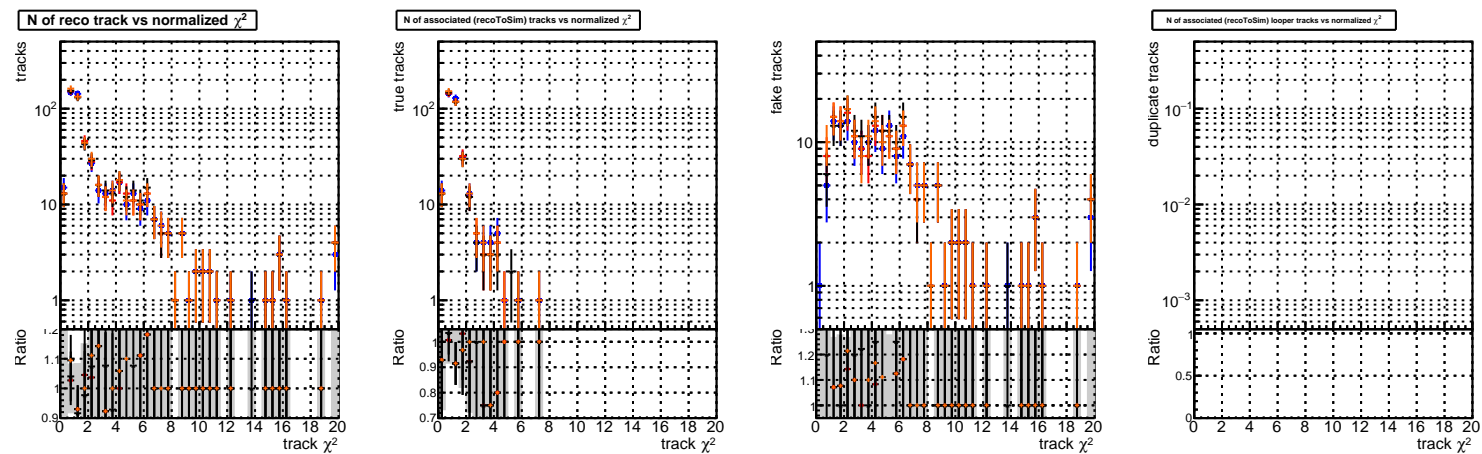 N of reco track vs normalized χ²
tracks
10²
10
1
Ratio
1.2
1.1
1
0.9
0 2 4 6 8 10 12 14 16 18 20
track χ²
N of associated (recoToSim) tracks vs normalized χ²
true tracks
10²
10
1
Ratio
1
0.9
0.8
0.7
0 2 4 6 8 10 12 14 16 18 20
track χ²
fake tracks
10
1
Ratio
1.3
1.2
1.1
1
0 2 4 6 8 10 12 14 16 18 20
track χ²
N of associated (recoToSim) looper tracks vs normalized χ²
duplicate tracks
10⁻¹
10⁻²
10⁻³
Ratio
1
0.5
0
0 2 4 6 8 10 12 14 16 18 20
track χ²